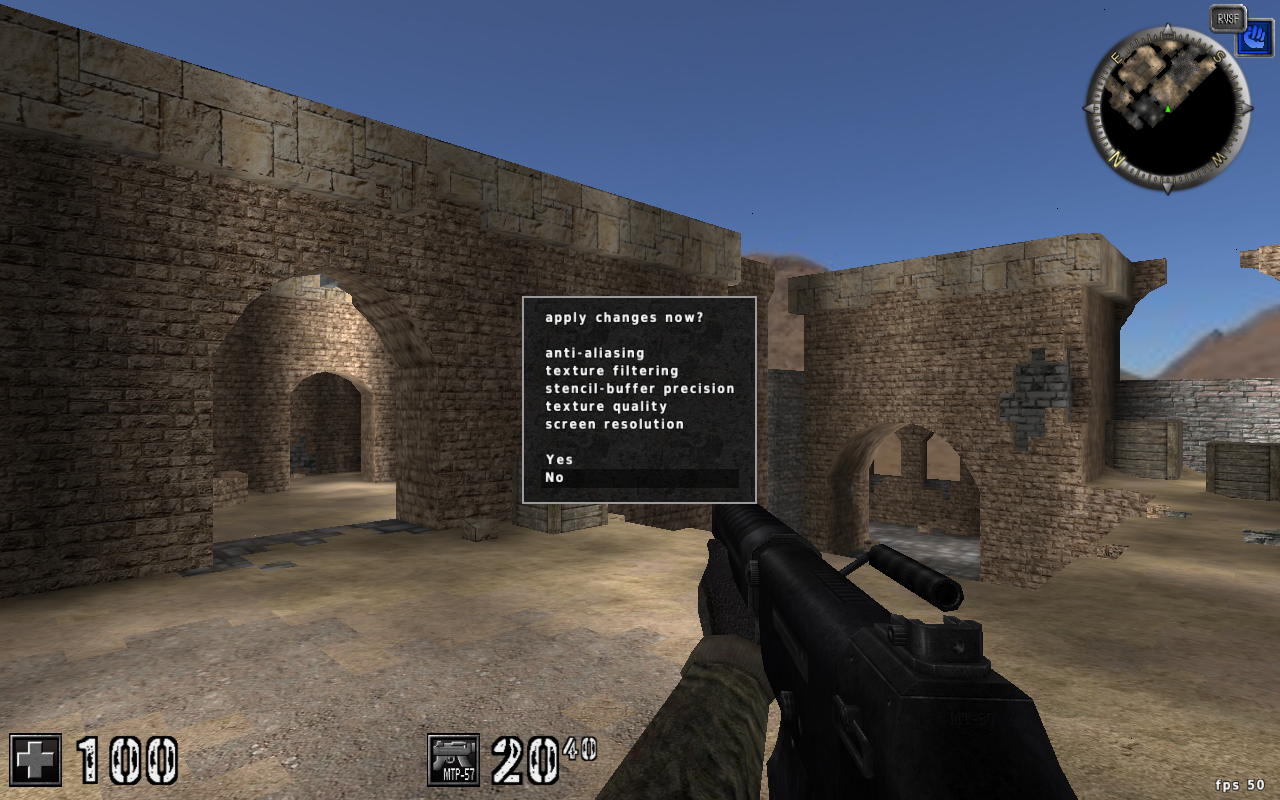 RVSF
E
S
N
W
apply changes now?
anti-aliasing
texture filtering
stencil-buffer precision
texture quality
screen resolution
Yes
No
100
MTP-57
20 40
fps 50